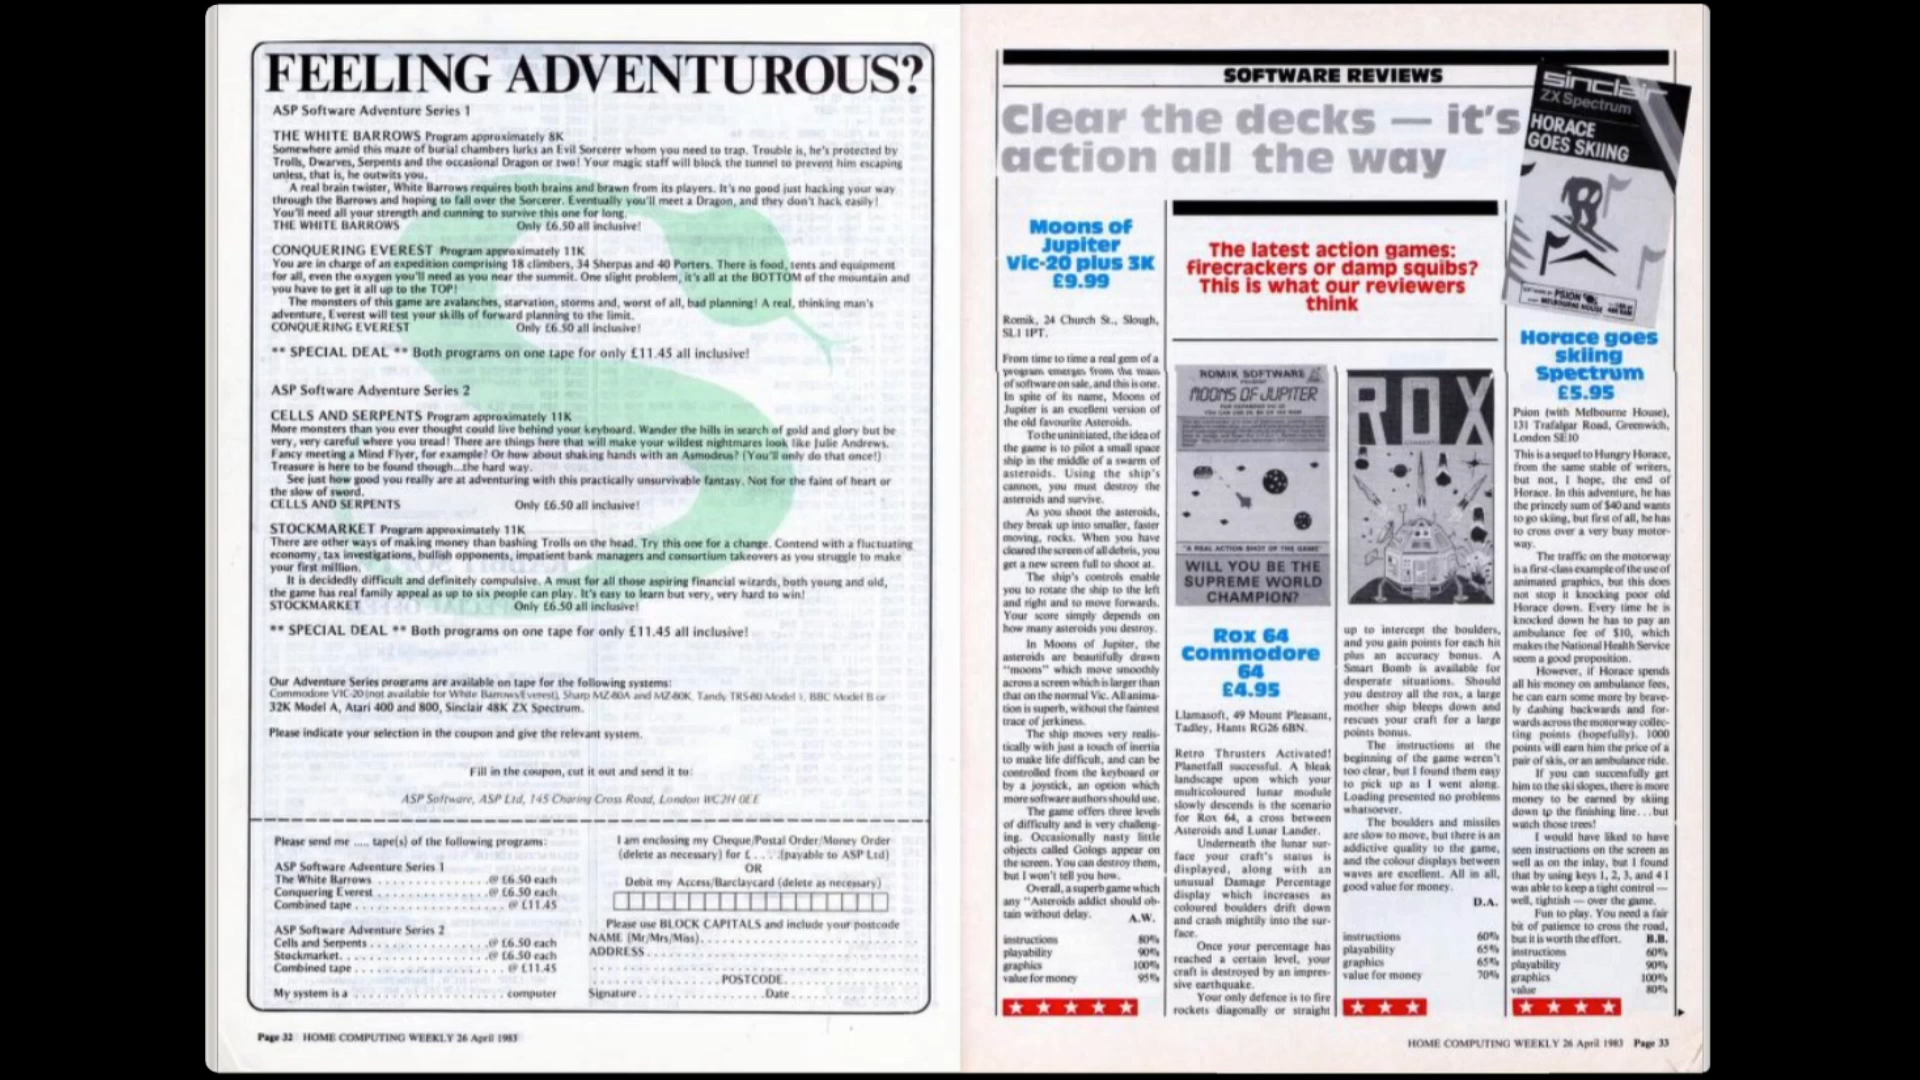 FEELING ADVENTUROUS?
ASP Software Adventure Series 1
THE WHITE BARROWS Program approximately 8K
Somewhere amid this maze of burial chambers lurks an Evil Sorcerer whom you need to trap. Trouble is, he's protected by
Trolls, Dwarves, Serpents and the occasional Dragon or two! Your magic staff will block the tunnel to prevent him escaping
unless, that is, he outwits you.
A real brain twister, White Barrows requires both brains and brawn from its players. It's no good just hacking your way
through the Barrows and hoping to fall over the Sorcerer. Eventually you'll meet a Dragon, and they don't hack easily!
You'll need all your strength and cunning to survive this one for long.
THE WHITE BARROWS Only £6.50 all inclusive!
CONQUERING EVEREST Program approximately 11K
You are in charge of an expedition comprising 18 climbers, 34 Sherpas and 40 Porters. There is food, tents and equipment
for all, even the oxygen you'll need as you near the summit. One slight problem, it's all at the BOTTOM of the mountain and
you have to get it all up to the TOP!
The monsters of this game are avalanches, starvation, storms and, worst of all, bad planning! A real, thinking man's
adventure, Everest will test your skills of forward planning to the limit.
CONQUERING EVEREST Only £6.50 all inclusive!
** SPECIAL DEAL ** Both programs on one tape for only £11.45 all inclusive!
ASP Software Adventure Series 2
CELLS AND SERPENTS Program approximately 11K
More monsters than you ever thought could live behind your keyboard. Wander the hills in search of gold and glory but be
very, very careful where you tread! There are things here that will make your wildest nightmares look like Julie Andrews.
Fancy meeting a Mind Flyer, for example? Or how about shaking hands with an Asmodeus? (You'll only do that once!)
Treasure is here to be found though...the hard way.
See just how good you really are at adventuring with this practically unsurvivable fantasy. Not for the faint of heart or
the slow of sword.
CELLS AND SERPENTS Only £6.50 all inclusive!
STOCKMARKET Program approximately 11K
There are other ways of making money than bashing Trolls on the head. Try this one for a change. Contend with a fluctuating
economy, tax investigations, bullish opponents, impatient bank managers and consortium takeovers as you struggle to make
your first million.
It is decidedly difficult and definitely compulsive. A must for all those aspiring financial wizards, both young and old,
the game has real family appeal as up to six people can play. It's easy to learn but very, very hard to win!
STOCKMARKET Only £6.50 all inclusive!
** SPECIAL DEAL ** Both programs on one tape for only £11.45 all inclusive!
Our Adventure Series programs are available on tape for the following systems:
Commodore VIC-20 (not available for White Barrows/Everest), Sharp MZ-80A and MZ-80K, Tandy TRS-80 Model 1, BBC Model B or
32K Model A, Atari 400 and 800, Sinclair 48K ZX Spectrum.
Please indicate your selection in the coupon and give the relevant system.
Fill in the coupon, cut it out and send it to:
ASP Software, ASP Ltd, 145 Charing Cross Road, London WC2H 0EE
Please send me ..... tape(s) of the following programs:
ASP Software Adventure Series 1
The White Barrows @ £6.50 each
Conquering Everest @ £6.50 each
Combined tape @ £11.45
ASP Software Adventure Series 2
Cells and Serpents @ £6.50 each
Stockmarket @ £6.50 each
Combined tape @ £11.45
My system is a computer
I am enclosing my Cheque/Postal Order/Money Order
(delete as necessary) for £ . . . .(payable to ASP Ltd)
OR
Debit my Access/Barclaycard (delete as necessary)
Please use BLOCK CAPITALS and include your postcode
NAME (Mr/Mrs/Miss)
ADDRESS
POSTCODE
Signature Date
Page 32 HOME COMPUTING WEEKLY 26 April 1983
SOFTWARE REVIEWS
Clear the decks — it's
action all the way
Moons of
Jupiter
Vic-20 plus 3K
£9.99
Romik, 24 Church St., Slough,
SL1 1PT.
From time to time a real gem of a
program emerges from the mass
of software on sale, and this is one.
In spite of its name, Moons of
Jupiter is an excellent version of
the old favourite Asteroids.
To the uninitiated, the idea of
the game is to pilot a small space
ship in the middle of a swarm of
asteroids. Using the ship's
cannon, you must destroy the
asteroids and survive.
As you shoot the asteroids,
they break up into smaller, faster
moving, rocks. When you have
cleared the screen of all debris, you
get a new screen full to shoot at.
The ship's controls enable
you to rotate the ship to the left
and right and to move forwards.
Your score simply depends on
how many asteroids you destroy.
In Moons of Jupiter, the
asteroids are beautifully drawn
"moons" which move smoothly
across a screen which is larger than
that on the normal Vic. All anima-
tion is superb, without the faintest
trace of jerkiness.
The ship moves very realis-
tically with just a touch of inertia
to make life difficult, and can be
controlled from the keyboard or
by a joystick, an option which
more software authors should use.
The game offers three levels
of difficulty and is very challeng-
ing. Occasionally nasty little
objects called Gologs appear on
the screen. You can destroy them,
but I won't tell you how.
Overall, a superb game which
any "Asteroids addict should ob-
tain without delay. A.W.
instructions 80%
playability 90%
graphics 100%
value for money 95%
The latest action games:
firecrackers or damp squibs?
This is what our reviewers
think
ROMIK SOFTWARE
MOONS OF JUPITER
"A REAL ACTION SHOT OF THE GAME"
WILL YOU BE THE
SUPREME WORLD
CHAMPION?
Rox 64
Commodore
64
£4.95
Llamasoft, 49 Mount Pleasant,
Tadley, Hants RG26 6BN.
Retro Thrusters Activated!
Planetfall successful. A bleak
landscape upon which your
multicoloured lunar module
slowly descends is the scenario
for Rox 64, a cross between
Asteroids and Lunar Lander.
Underneath the lunar sur-
face your craft's status is
displayed, along with an
unusual Damage Percentage
display which increases as
coloured boulders drift down
and crash mightily into the sur-
face.
Once your percentage has
reached a certain level, your
craft is destroyed by an impres-
sive earthquake.
Your only defence is to fire
rockets diagonally or straight
ROX
up to intercept the boulders,
and you gain points for each hit
plus an accuracy bonus. A
Smart Bomb is available for
desperate situations. Should
you destroy all the rox, a large
mother ship bleeps down and
rescues your craft for a large
points bonus.
The instructions at the
beginning of the game weren't
too clear, but I found them easy
to pick up as I went along.
Loading presented no problems
whatsoever.
The boulders and missiles
are slow to move, but there is an
addictive quality to the game,
and the colour displays between
waves are excellent. All in all,
good value for money.
D.A.
instructions 60%
playability 65%
graphics 65%
value for money 70%
sinclair
ZX Spectrum
HORACE
GOES SKIING
PSION
MELBOURNE HOUSE
Horace goes
skiing
Spectrum
£5.95
Psion (with Melbourne House),
131 Trafalgar Road, Greenwich,
London SE10
This is a sequel to Hungry Horace,
from the same stable of writers,
but not, I hope, the end of
Horace. In this adventure, he has
the princely sum of $40 and wants
to go skiing, but first of all, he has
to cross over a very busy motor-
way.
The traffic on the motorway
is a first-class example of the use of
animated graphics, but this does
not stop it knocking poor old
Horace down. Every time he is
knocked down he has to pay an
ambulance fee of $10, which
makes the National Health Service
seem a good proposition.
However, if Horace spends
all his money on ambulance fees,
he can earn some more by brave-
ly dashing backwards and for-
wards across the motorway collec-
ting points (hopefully). 1000
points will earn him the price of a
pair of skis, or an ambulance ride.
If you can successfully get
him to the ski slopes, there is more
money to be earned by skiing
down tp the finishing line...but
watch those trees!
I would have liked to have
seen instructions on the screen as
well as on the inlay, but I found
that by using keys 1, 2, 3, and 4 I
was able to keep a tight control —
well, tightish — over the game.
Fun to play. You need a fair
bit of patience to cross the road,
but it is worth the effort. B.B.
instructions 60%
playability 90%
graphics 100%
value 80%
HOME COMPUTING WEEKLY 26 April 1983 Page 33